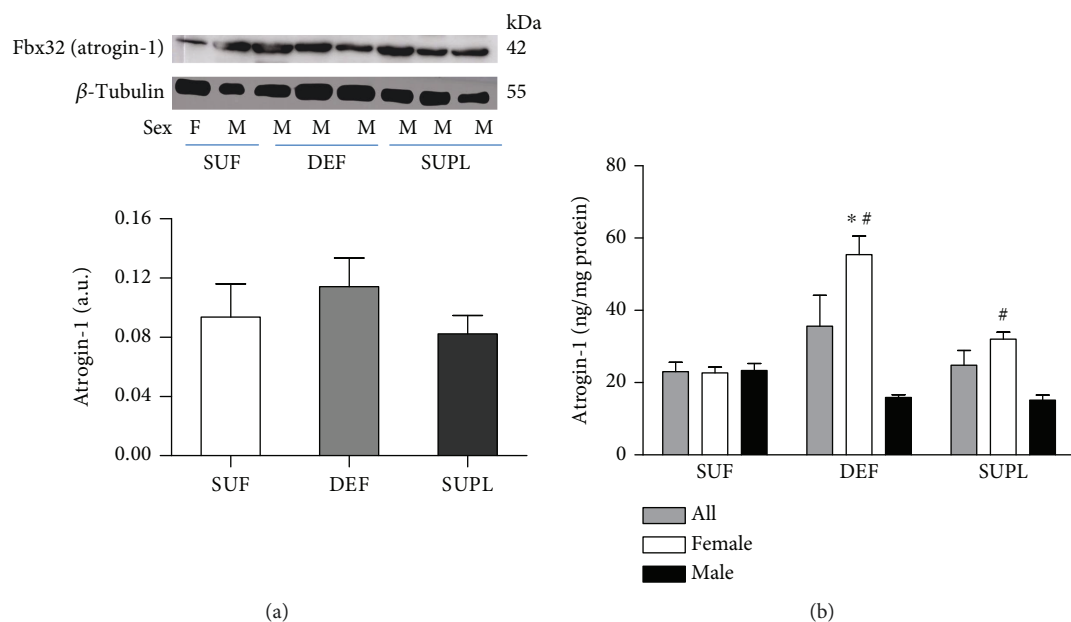 kDa
Fbx32 (atrogin-1) 42
β-Tubulin 55
Sex F M M M M M M M
SUF DEF SUPL
Atrogin-1 (a.u.)
0.16
0.12
0.08
0.04
0.00
SUF DEF SUPL
(a)
Atrogin-1 (ng/mg protein)
80
60
40
20
0
* #
#
SUF DEF SUPL
All
Female
Male
(b)